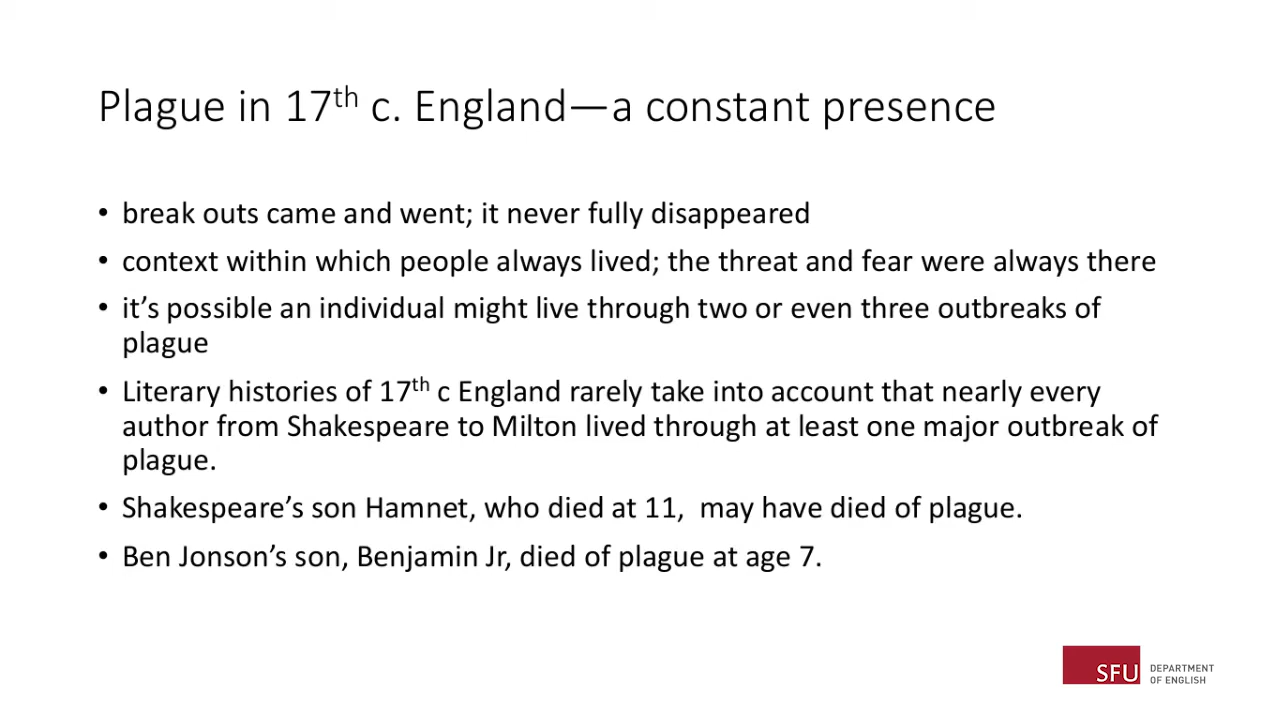 Plague in 17th c. England—a constant presence
• break outs came and went; it never fully disappeared
• context within which people always lived; the threat and fear were always there
• it’s possible an individual might live through two or even three outbreaks of
plague
• Literary histories of 17th c England rarely take into account that nearly every
author from Shakespeare to Milton lived through at least one major outbreak of
plague.
• Shakespeare’s son Hamnet, who died at 11,  may have died of plague.
• Ben Jonson’s son, Benjamin Jr, died of plague at age 7.
SFU
DEPARTMENT
OF ENGLISH